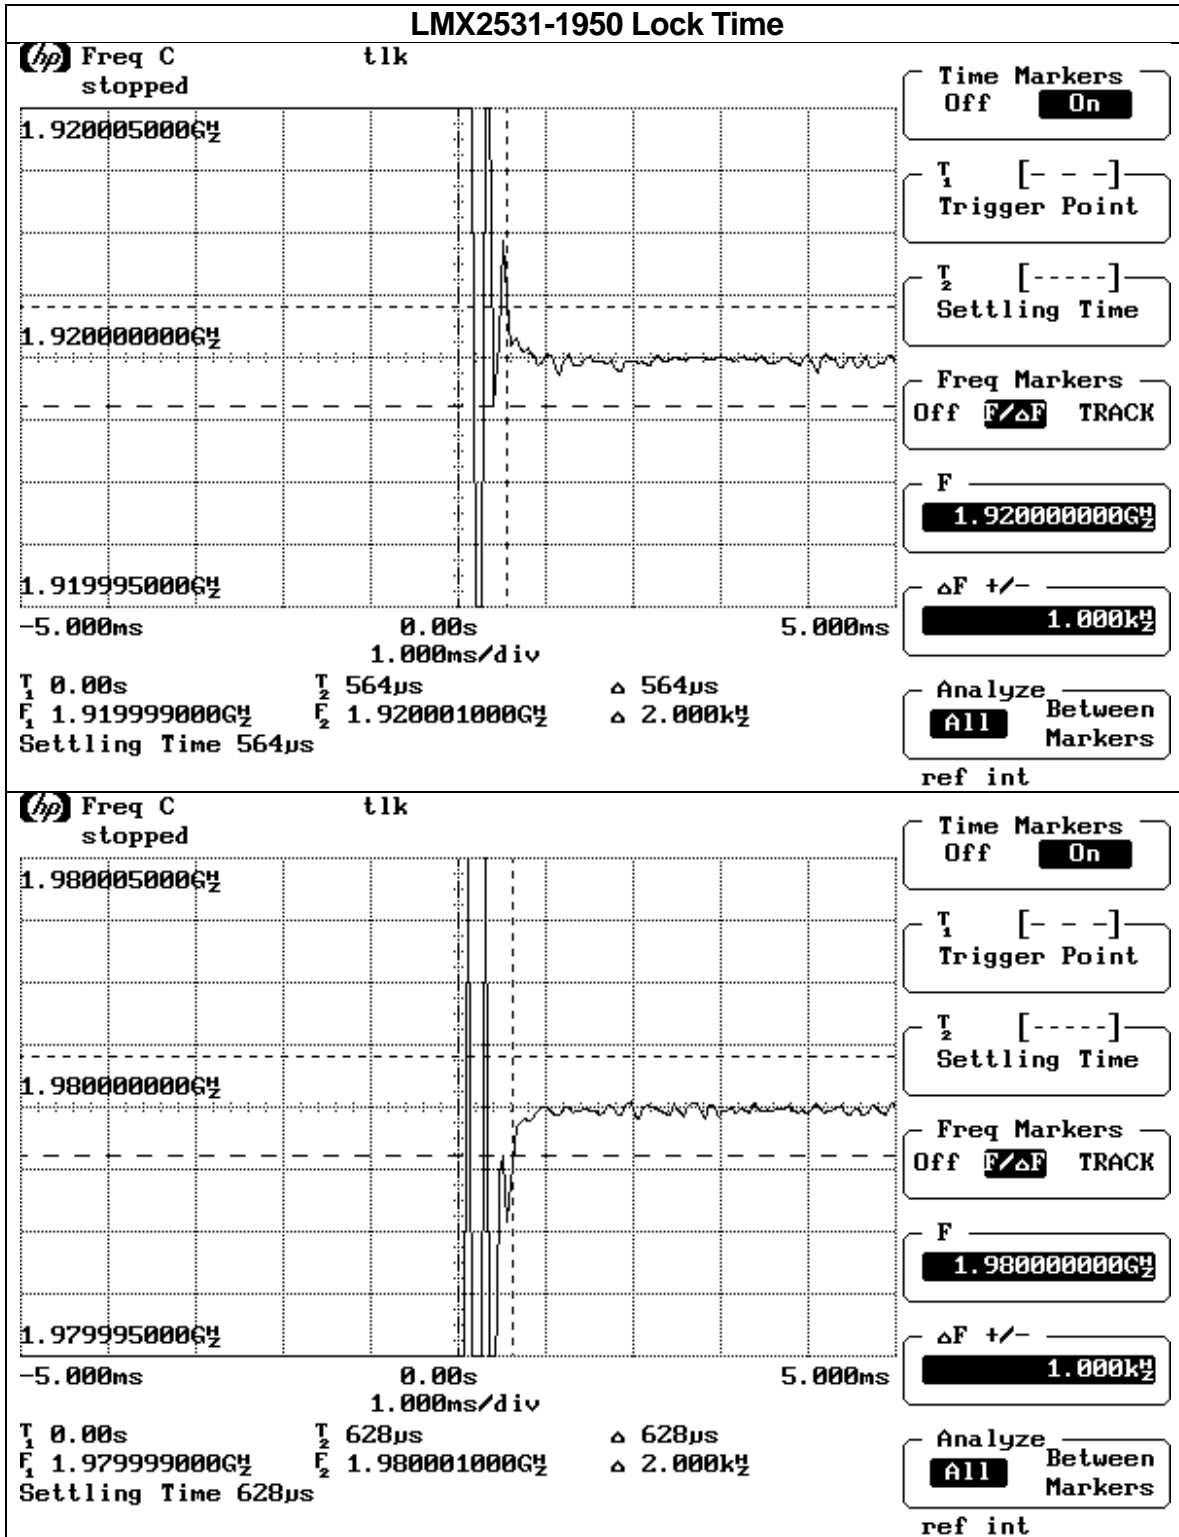 LMX2531-1950 Lock Time
hp Freq C tlk
stopped
1.920005000GHz
1.920000000GHz
1.919995000GHz
-5.000ms 0.00s 5.000ms
1.000ms/div
T1 0.00s T2 564µs △ 564µs
F1 1.919999000GHz F2 1.920001000GHz △ 2.000kHz
Settling Time 564µs
Time Markers
Off On
T1 [- - -]
Trigger Point
T2 [-----]
Settling Time
Freq Markers
Off F/△F TRACK
F
1.920000000GHz
△F +/-
1.000kHz
Analyze
All Between
Markers
ref int
hp Freq C tlk
stopped
1.980005000GHz
1.980000000GHz
1.979995000GHz
-5.000ms 0.00s 5.000ms
1.000ms/div
T1 0.00s T2 628µs △ 628µs
F1 1.979999000GHz F2 1.980001000GHz △ 2.000kHz
Settling Time 628µs
Time Markers
Off On
T1 [- - -]
Trigger Point
T2 [-----]
Settling Time
Freq Markers
Off F/△F TRACK
F
1.980000000GHz
△F +/-
1.000kHz
Analyze
All Between
Markers
ref int